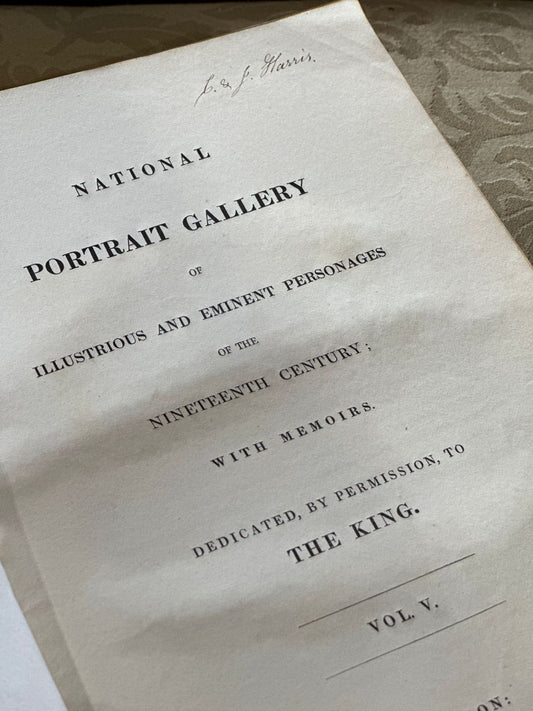 C. & J. Harris.
NATIONAL
PORTRAIT GALLERY
OF
ILLUSTRIOUS AND EMINENT PERSONAGES
OF THE
NINETEENTH CENTURY;
WITH MEMOIRS.
DEDICATED, BY PERMISSION, TO
THE KING.
VOL. V.